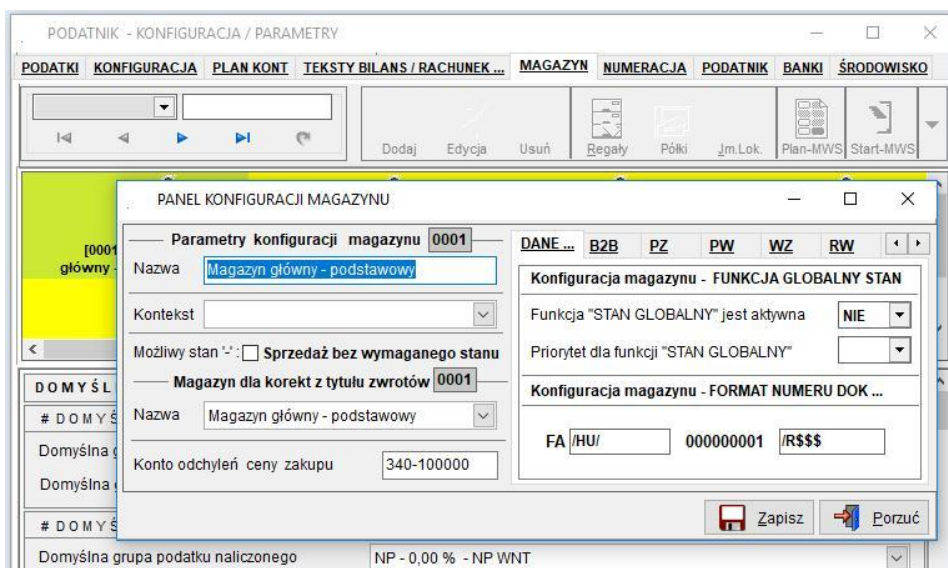 PODATNIK - KONFIGURACJA / PARAMETRY
PODATKI KONFIGURACJA PLAN KONT TEKSTY BILANS / RACHUNEK ... MAGAZYN NUMERACJA PODATNIK BANKI ŚRODOWISKO
Dodaj Edycja Usuń Regały Półki Jm.Lok. Plan-MWS Start-MWS
PANEL KONFIGURACJI MAGAZYNU
[0001
główny -
Parametry konfiguracji magazynu 0001
Nazwa Magazyn główny - podstawowy
Kontekst
Możliwy stan '-' : Sprzedaż bez wymaganego stanu
Magazyn dla korekt z tytułu zwrotów 0001
Nazwa Magazyn główny - podstawowy
Konto odchyleń ceny zakupu 340-100000
DANE ... B2B PZ PW WZ RW
Konfiguracja magazynu - FUNKCJA GLOBALNY STAN
Funkcja "STAN GLOBALNY" jest aktywna NIE
Priorytet dla funkcji "STAN GLOBALNY"
Konfiguracja magazynu - FORMAT NUMERU DOK ...
FA /HU/ 000000001 /R$$$
Zapisz Porzuć
DOMYŚL
# DOMYŚ
Domyślna g
Domyślna
# DOMYŚ
Domyślna grupa podatku naliczonego NP - 0,00 % - NP WNT